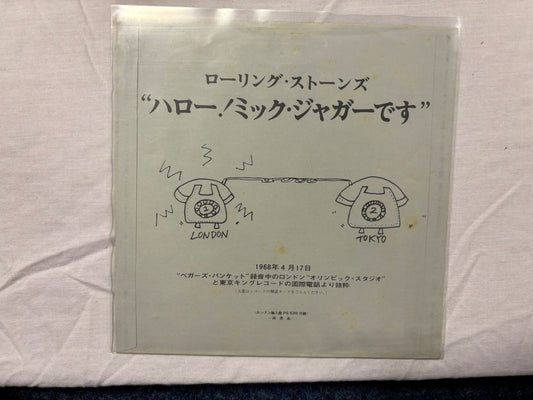 ローリング・ストーンズ
“ハロー!ミック・ジャガーです”
2
2
LONDON
TOKYO
1968年4月17日
“ベガーズ・バンケット”録音中のロンドン“オリンピック・スタジオ”
と東京キングレコードの国際電話より抜粋